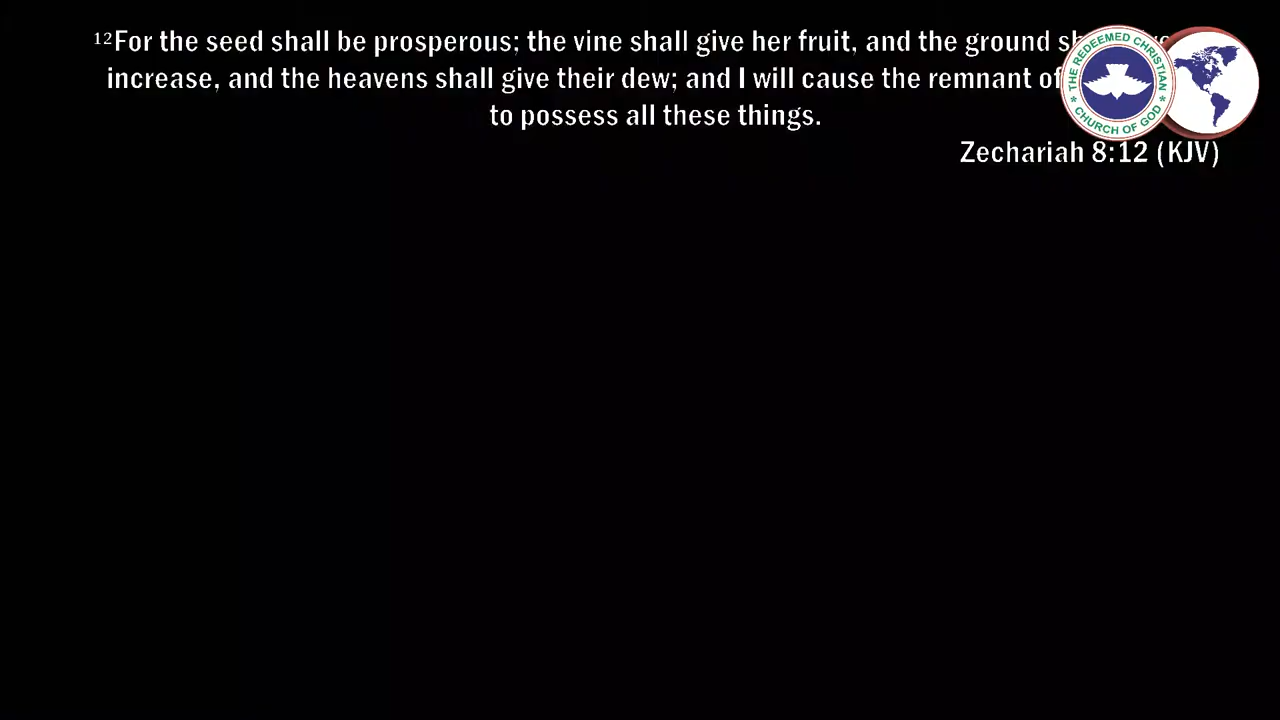 ¹²For the seed shall be prosperous; the vine shall give her fruit, and the ground
increase, and the heavens shall give their dew; and I will cause the remnant of
to possess all these things.
Zechariah 8:12 (KJV)
THE REDEEMED CHRISTIAN
* CHURCH OF GOD *